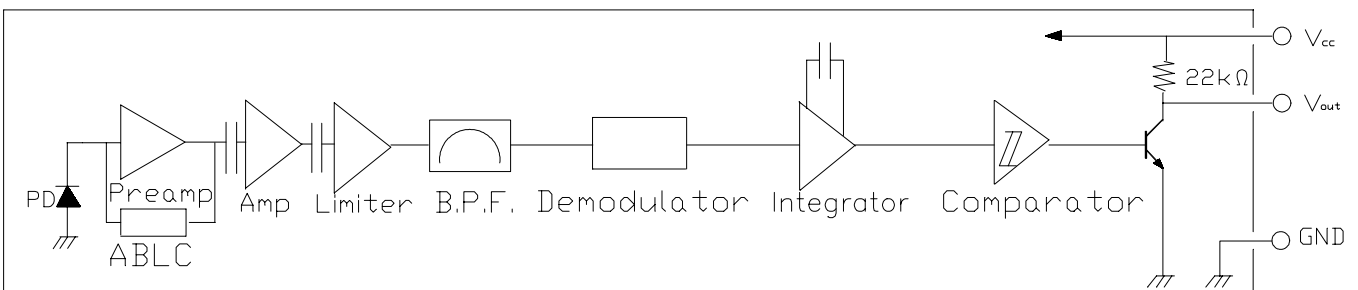 Vcc
22kΩ
Vout
PD
Preamp
Amp
Limiter
B.P.F.
Demodulator
Integrator
Comparator
ABLC
GND